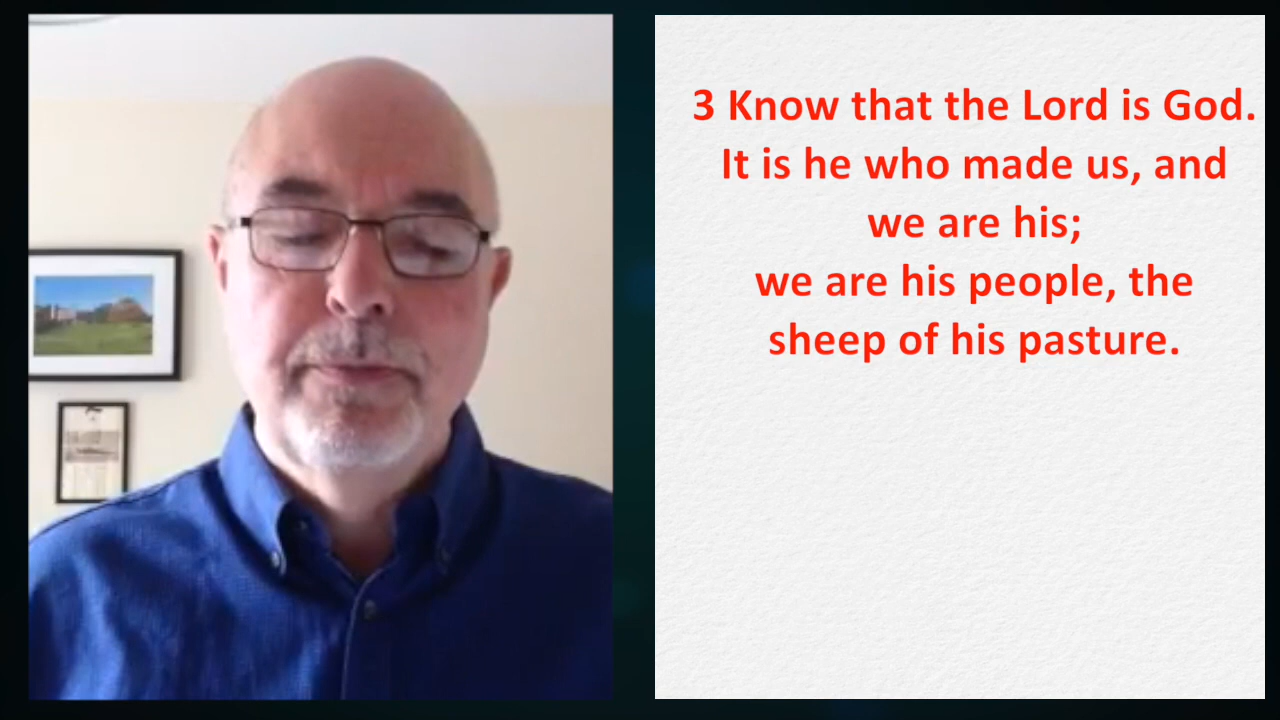 3 Know that the Lord is God.
It is he who made us, and
we are his;
we are his people, the
sheep of his pasture.